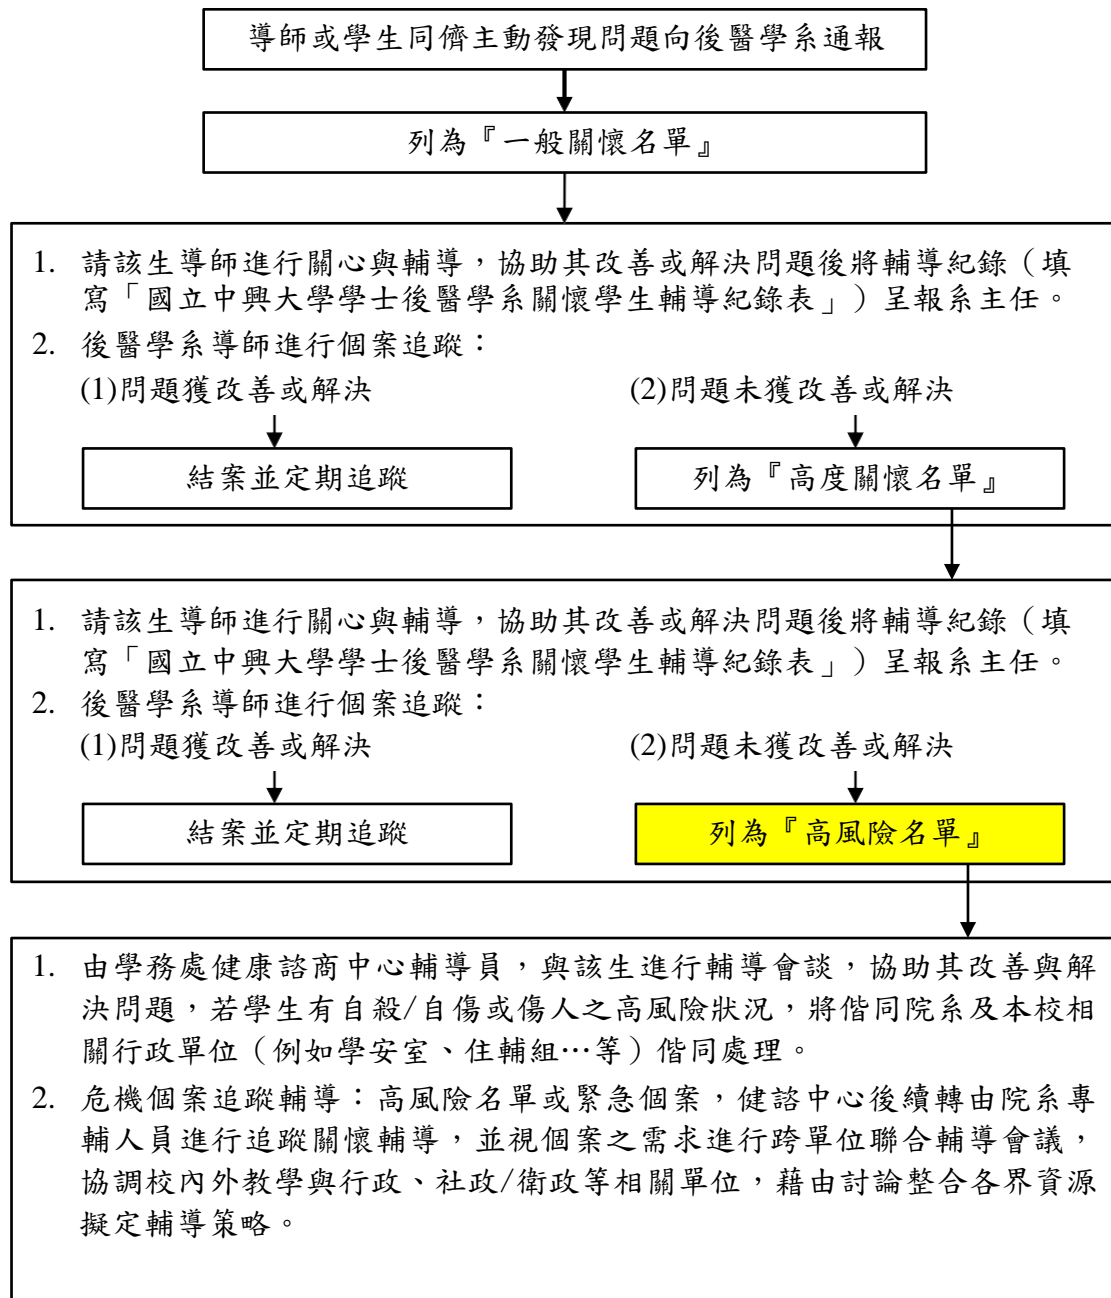 導師或學生同儕主動發現問題向後醫學系通報
列為『一般關懷名單』
1. 請該生導師進行關心與輔導，協助其改善或解決問題後將輔導紀錄（填
寫「國立中興大學學士後醫學系關懷學生輔導紀錄表」）呈報系主任。
2. 後醫學系導師進行個案追蹤：
(1)問題獲改善或解決 (2)問題未獲改善或解決
結案並定期追蹤 列為『高度關懷名單』
1. 請該生導師進行關心與輔導，協助其改善或解決問題後將輔導紀錄（填
寫「國立中興大學學士後醫學系關懷學生輔導紀錄表」）呈報系主任。
2. 後醫學系導師進行個案追蹤：
(1)問題獲改善或解決 (2)問題未獲改善或解決
結案並定期追蹤 列為『高風險名單』
1. 由學務處健康諮商中心輔導員，與該生進行輔導會談，協助其改善與解
決問題，若學生有自殺/自傷或傷人之高風險狀況，將偕同院系及本校相
關行政單位（例如學安室、住輔組…等）偕同處理。
2. 危機個案追蹤輔導：高風險名單或緊急個案，健諮中心後續轉由院系專
輔人員進行追蹤關懷輔導，並視個案之需求進行跨單位聯合輔導會議，
協調校內外教學與行政、社政/衛政等相關單位，藉由討論整合各界資源
擬定輔導策略。